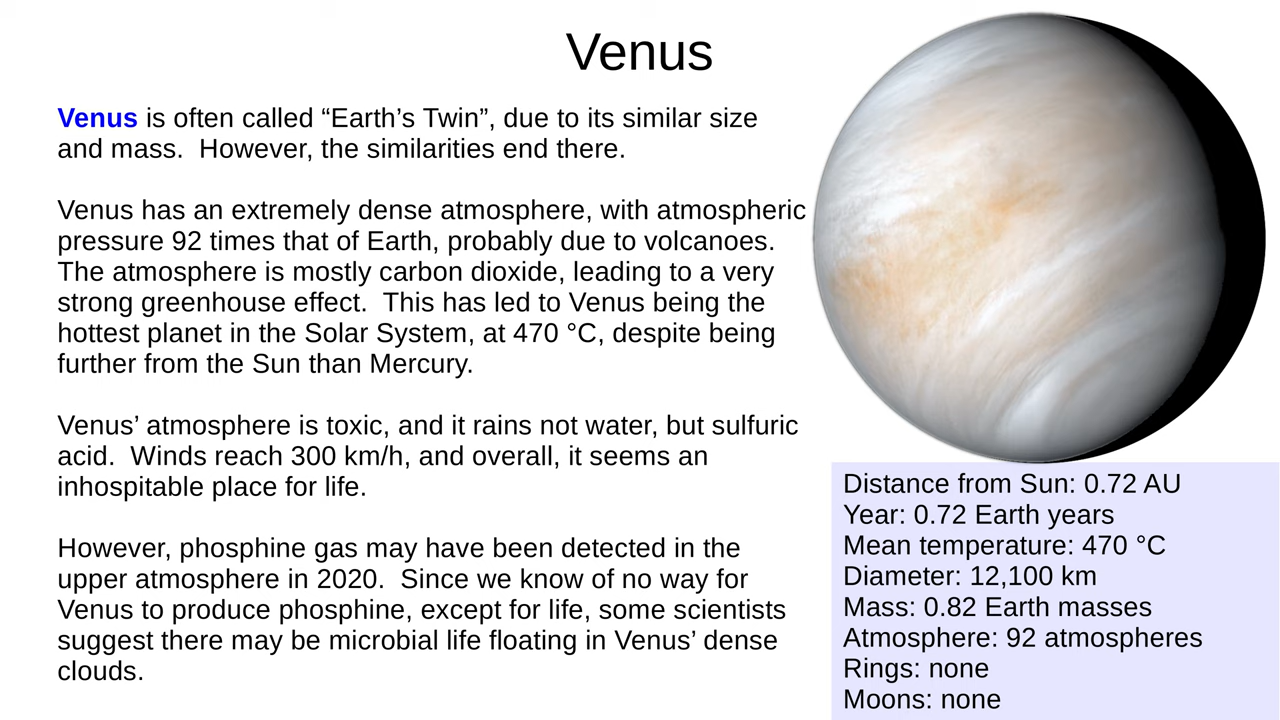 Venus
Venus is often called “Earth’s Twin”, due to its similar size
and mass.  However, the similarities end there.
Venus has an extremely dense atmosphere, with atmospheric
pressure 92 times that of Earth, probably due to volcanoes.
The atmosphere is mostly carbon dioxide, leading to a very
strong greenhouse effect.  This has led to Venus being the
hottest planet in the Solar System, at 470 °C, despite being
further from the Sun than Mercury.
Venus’ atmosphere is toxic, and it rains not water, but sulfuric
acid.  Winds reach 300 km/h, and overall, it seems an
inhospitable place for life.
However, phosphine gas may have been detected in the
upper atmosphere in 2020.  Since we know of no way for
Venus to produce phosphine, except for life, some scientists
suggest there may be microbial life floating in Venus’ dense
clouds.
Distance from Sun: 0.72 AU
Year: 0.72 Earth years
Mean temperature: 470 °C
Diameter: 12,100 km
Mass: 0.82 Earth masses
Atmosphere: 92 atmospheres
Rings: none
Moons: none